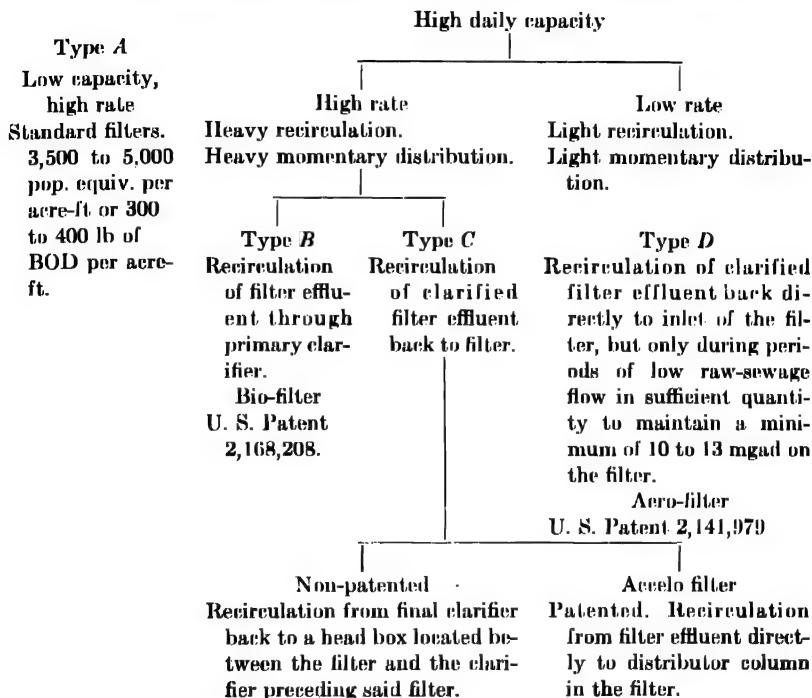 High daily capacity
Type A
Low capacity,
high rate
Standard filters.
3,500 to 5,000
pop. equiv. per
acre-ft or 300
to 400 lb of
BOD per acre-
ft.
High rate
Heavy recirculation.
Heavy momentary distribution.
Low rate
Light recirculation.
Light momentary distribu-
tion.
Type B
Recirculation
of filter efflu-
ent through
primary clar-
ifier.
Bio-filter
U. S. Patent
2,168,208.
Type C
Recirculation
of clarified
filter effluent
back to filter.
Type D
Recirculation of clarified
filter effluent back di-
rectly to inlet of the fil-
ter, but only during peri-
ods of low raw-sewage
flow in sufficient quanti-
ty to maintain a mini-
mum of 10 to 13 mgad on
the filter.
Aero-filter
U. S. Patent 2,141,979
Non-patented
Recirculation from final clarifier
back to a head box located be-
tween the filter and the clari-
fier preceding said filter.
Accelo filter
Patented. Recirculation
from filter effluent direct-
ly to distributor column
in the filter.